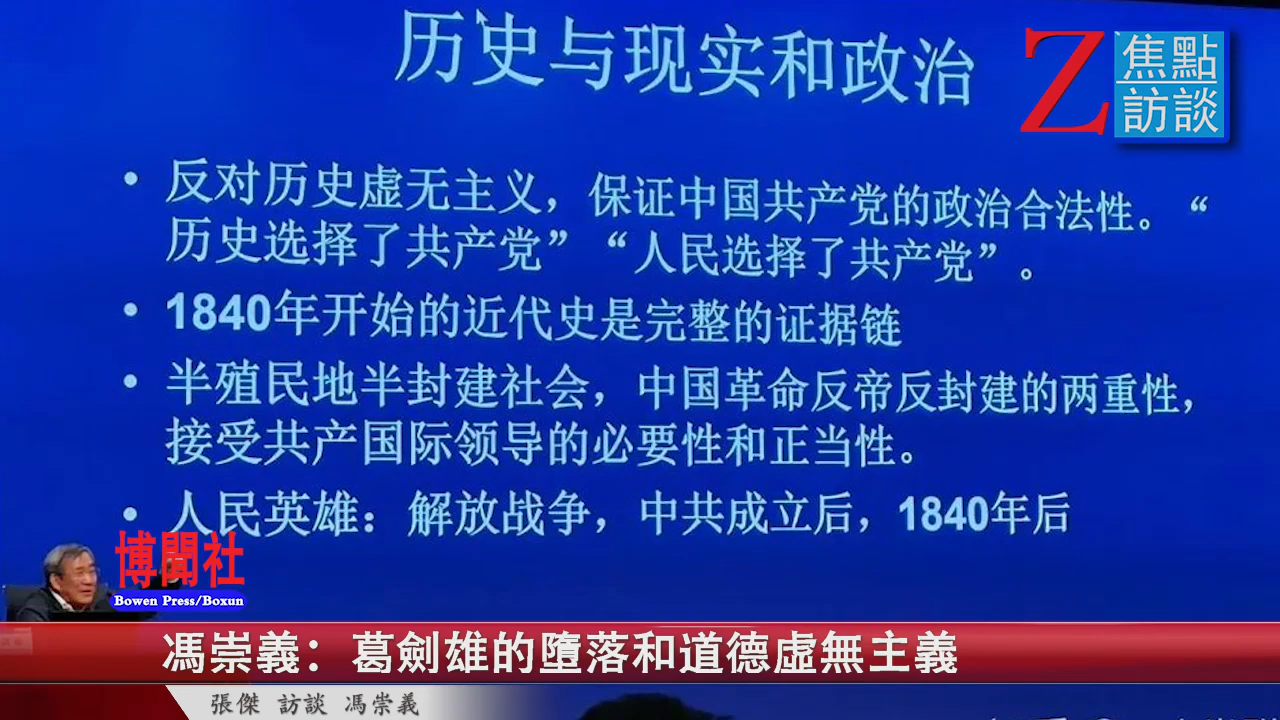 历史与现实和政治
Z
焦點
訪談
• 反对历史虚无主义，保证中国共产党的政治合法性。“
历史选择了共产党”“人民选择了共产党”。
• 1840年开始的近代史是完整的证据链
• 半殖民地半封建社会，中国革命反帝反封建的两重性，
接受共产国际领导的必要性和正当性。
• 人民英雄：解放战争，中共成立后，1840年后
博聞社
Bowen Press/Boxun
馮崇義：葛劍雄的墮落和道德虛無主義
張傑 訪談 馮崇義